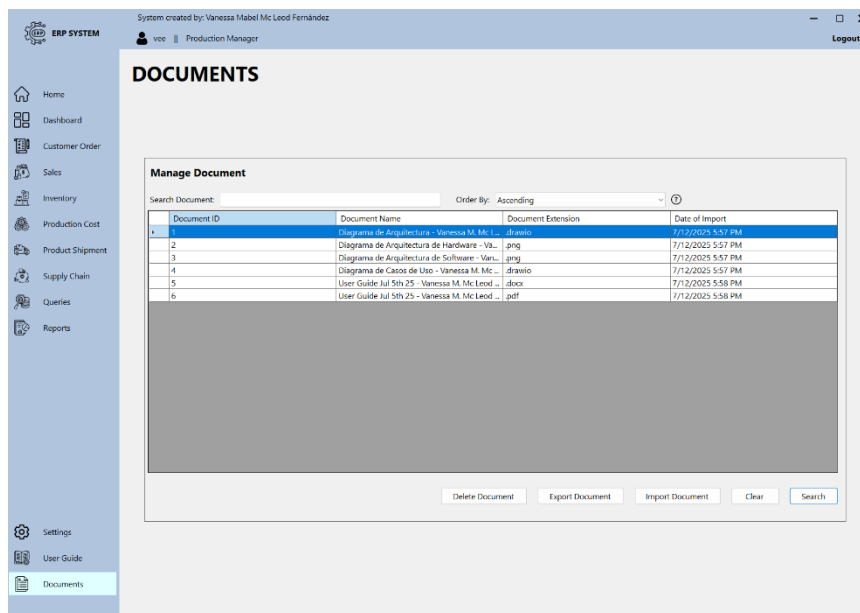 System created by: Vanessa Mabel Mc Leod Fernández
ERP
ERP SYSTEM
vee || Production Manager
Logout
DOCUMENTS
Home
Dashboard
Customer Order
Sales
Inventory
Production Cost
Product Shipment
Supply Chain
Queries
Reports
Settings
User Guide
Documents
Manage Document
Search Document: Order By: Ascending
Document ID Document Name Document Extension Date of Import
1 Diagrama de Arquitectura - Vanessa M. Mc L... .drawio 7/12/2025 5:57 PM
2 Diagrama de Arquitectura de Hardware - Va... .png 7/12/2025 5:57 PM
3 Diagrama de Arquitectura de Software - Van... .png 7/12/2025 5:57 PM
4 Diagrama de Casos de Uso - Vanessa M. Mc ... .drawio 7/12/2025 5:57 PM
5 User Guide Jul 5th 25 - Vanessa M. Mc Leod ... .docx 7/12/2025 5:58 PM
6 User Guide Jul 5th 25 - Vanessa M. Mc Leod ... .pdf 7/12/2025 5:58 PM
Delete Document Export Document Import Document Clear Search